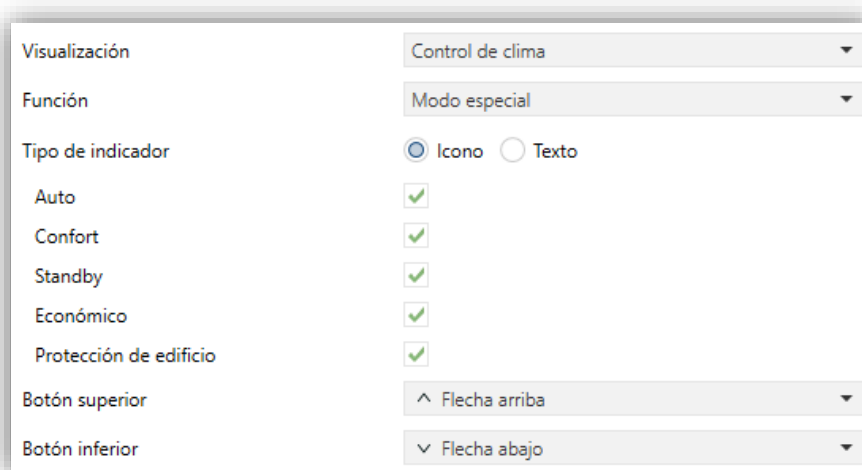 Visualización Control de clima
Función Modo especial
Tipo de indicador Icono Texto
Auto
Confort
Standby
Económico
Protección de edificio
Botón superior Flecha arriba
Botón inferior Flecha abajo